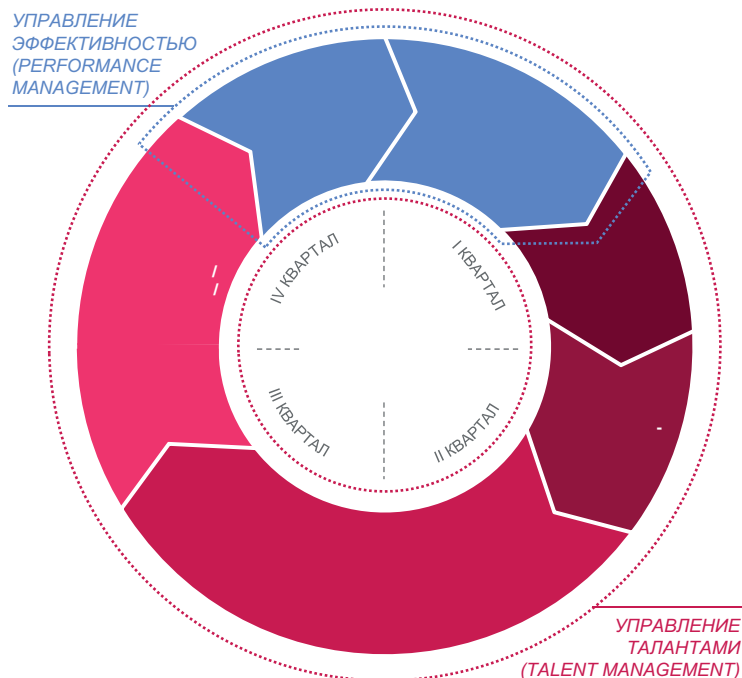 УПРАВЛЕНИЕ
ЭФФЕКТИВНОСТЬЮ
(PERFORMANCE
MANAGEMENT)
IV КВАРТАЛ
I КВАРТАЛ
III КВАРТАЛ
II КВАРТАЛ
УПРАВЛЕНИЕ
ТАЛАНТАМИ
(TALENT MANAGEMENT)